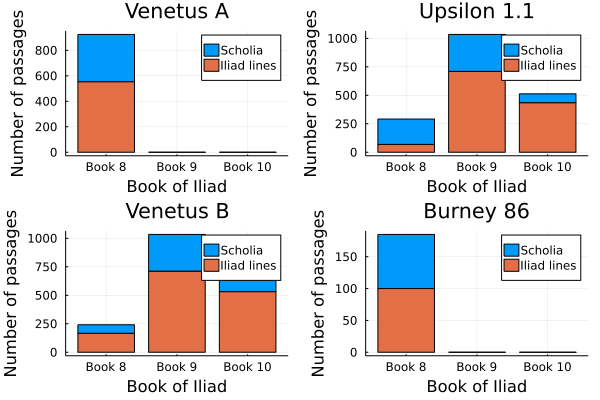 Venetus A
Number of passages
800
600
400
200
0
Scholia
Iliad lines
Book 8 Book 9 Book 10
Book of Iliad
Upsilon 1.1
Number of passages
1000
750
500
250
0
Scholia
Iliad lines
Book 8 Book 9 Book 10
Book of Iliad
Venetus B
Number of passages
1000
750
500
250
0
Scholia
Iliad lines
Book 8 Book 9 Book 10
Book of Iliad
Burney 86
Number of passages
150
100
50
0
Scholia
Iliad lines
Book 8 Book 9 Book 10
Book of Iliad